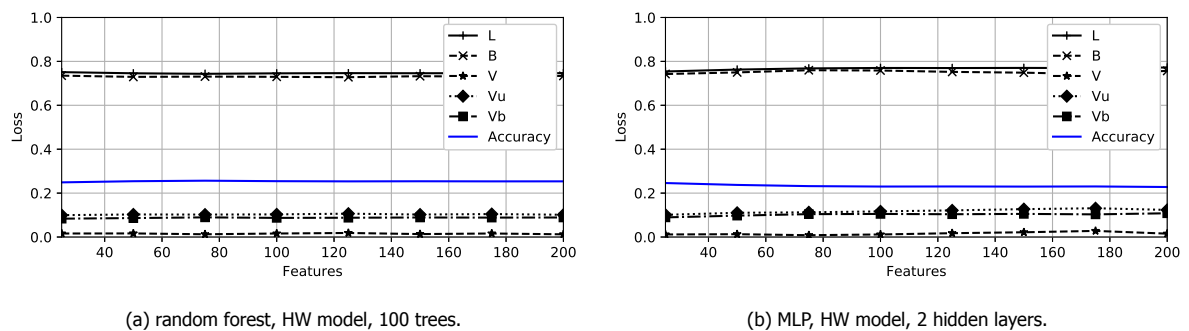 1.0
0.8
0.6
0.4
0.2
0.0
Loss
L
B
V
Vu
Vb
Accuracy
40 60 80 100 120 140 160 180 200
Features
1.0
0.8
0.6
0.4
0.2
0.0
Loss
L
B
V
Vu
Vb
Accuracy
40 60 80 100 120 140 160 180 200
Features
(a) random forest, HW model, 100 trees.
(b) MLP, HW model, 2 hidden layers.